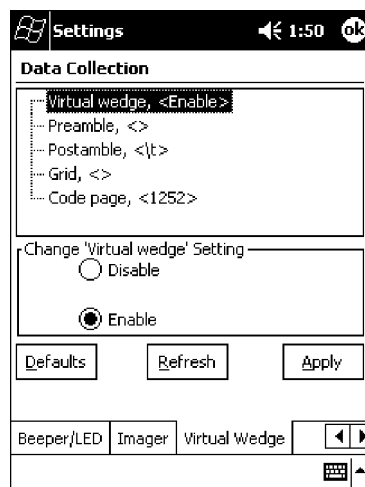 Settings 1:50 ok
Data Collection
Virtual wedge, <Enable>
Preamble, <>
Postamble, <\t>
Grid, <>
Code page, <1252>
Change 'Virtual wedge' Setting
Disable
Enable
Defaults Refresh Apply
Beeper/LED Imager Virtual Wedge